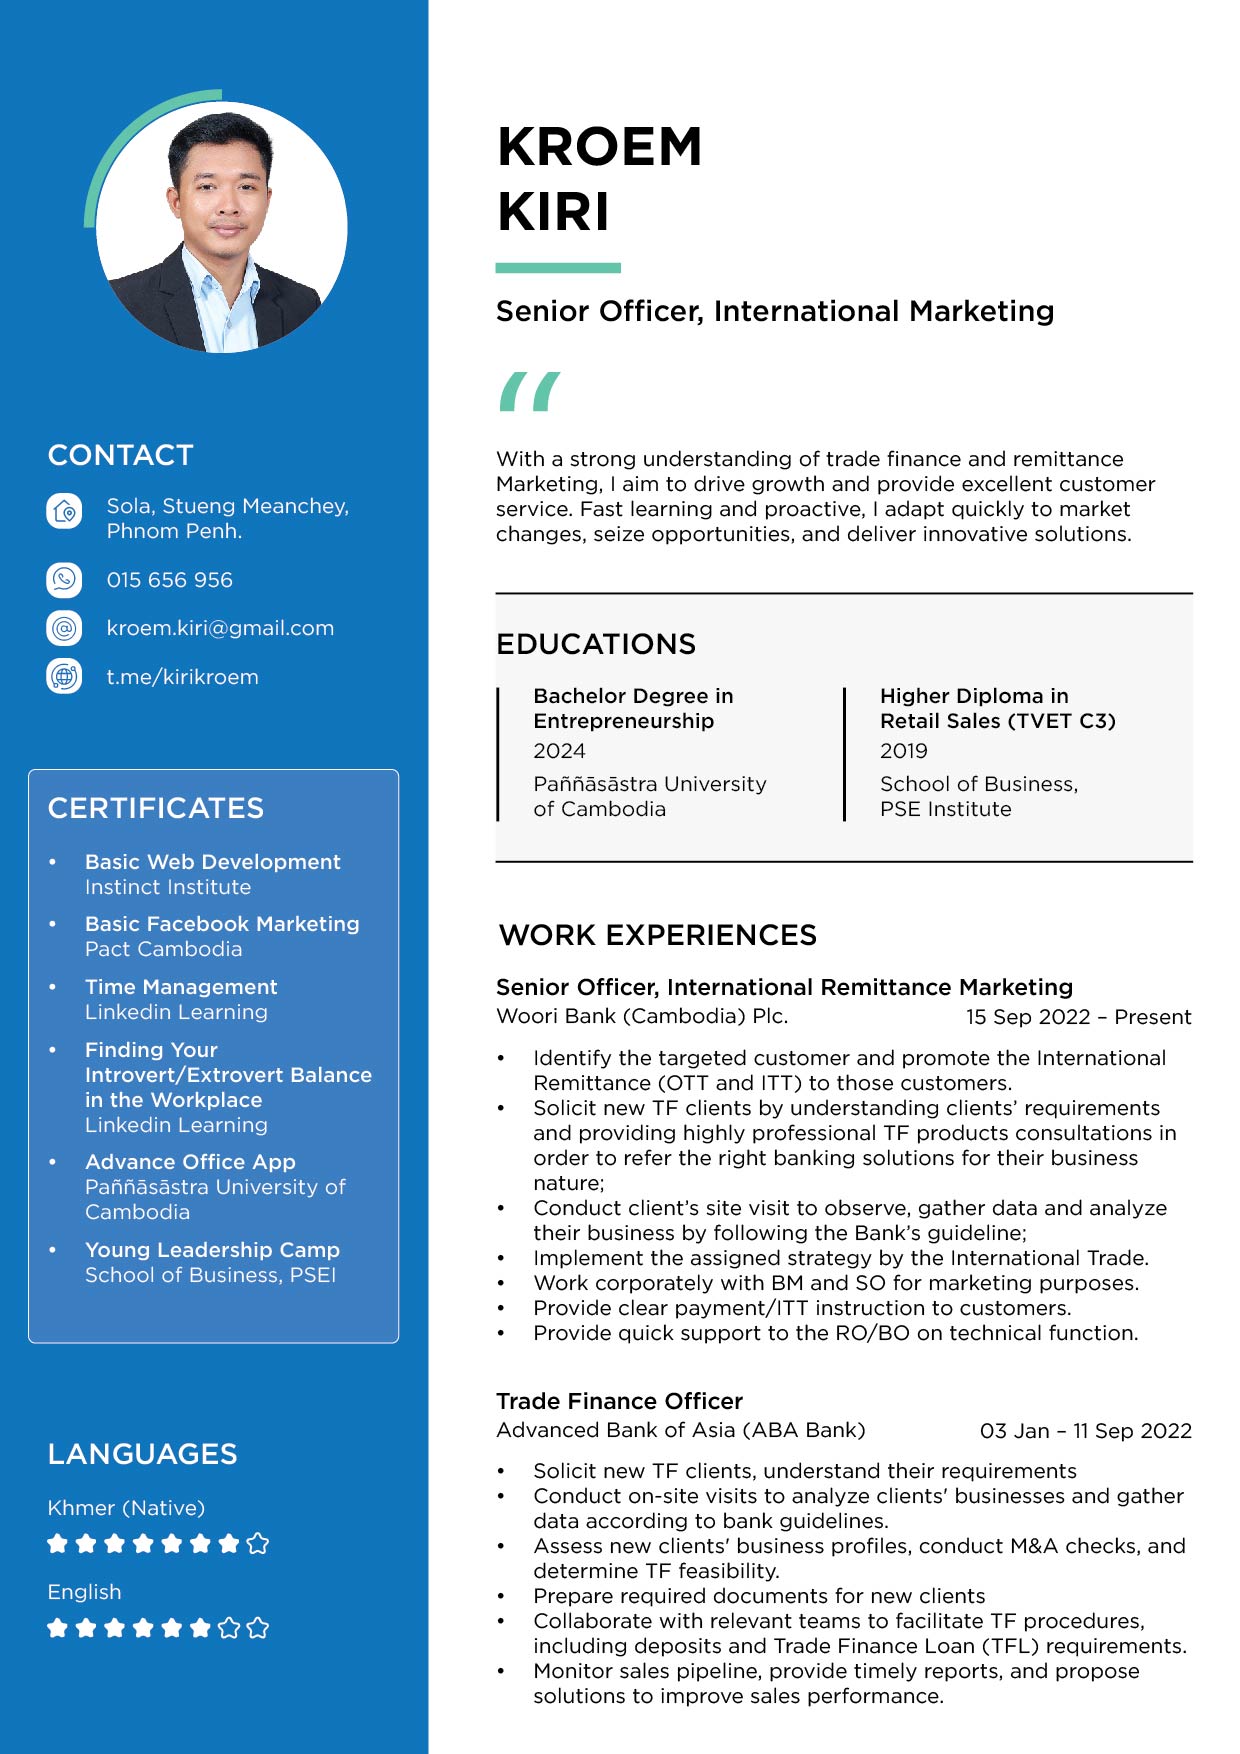 KROEM
KIRI
Senior Officer, International Marketing
“
With a strong understanding of trade finance and remittance
Marketing, I aim to drive growth and provide excellent customer
service. Fast learning and proactive, I adapt quickly to market
changes, seize opportunities, and deliver innovative solutions.
CONTACT
Sola, Stueng Meanchey,
Phnom Penh.
015 656 956
kroem.kiri@gmail.com
t.me/kirikroem
CERTIFICATES
• Basic Web Development
Instinct Institute
• Basic Facebook Marketing
Pact Cambodia
• Time Management
Linkedin Learning
• Finding Your
Introvert/Extrovert Balance
in the Workplace
Linkedin Learning
• Advance Office App
Paññāsāstra University of
Cambodia
• Young Leadership Camp
School of Business, PSEI
LANGUAGES
Khmer (Native)
English
EDUCATIONS
Bachelor Degree in
Entrepreneurship
2024
Paññāsāstra University
of Cambodia
Higher Diploma in
Retail Sales (TVET C3)
2019
School of Business,
PSE Institute
WORK EXPERIENCES
Senior Officer, International Remittance Marketing
Woori Bank (Cambodia) Plc. 15 Sep 2022 – Present
• Identify the targeted customer and promote the International
Remittance (OTT and ITT) to those customers.
• Solicit new TF clients by understanding clients’ requirements
and providing highly professional TF products consultations in
order to refer the right banking solutions for their business
nature;
• Conduct client’s site visit to observe, gather data and analyze
their business by following the Bank’s guideline;
• Implement the assigned strategy by the International Trade.
• Work corporately with BM and SO for marketing purposes.
• Provide clear payment/ITT instruction to customers.
• Provide quick support to the RO/BO on technical function.
Trade Finance Officer
Advanced Bank of Asia (ABA Bank) 03 Jan – 11 Sep 2022
• Solicit new TF clients, understand their requirements
• Conduct on-site visits to analyze clients' businesses and gather
data according to bank guidelines.
• Assess new clients' business profiles, conduct M&A checks, and
determine TF feasibility.
• Prepare required documents for new clients
• Collaborate with relevant teams to facilitate TF procedures,
including deposits and Trade Finance Loan (TFL) requirements.
• Monitor sales pipeline, provide timely reports, and propose
solutions to improve sales performance.